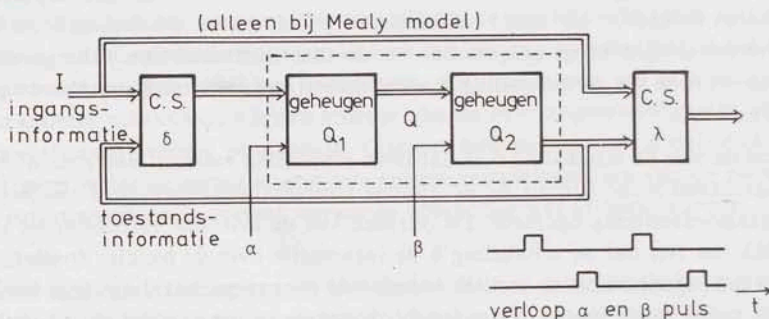 (alleen bij Mealy model)
I
ingangs-
informatie
C. S.
δ
geheugen
Q1
Q
geheugen
Q2
C. S.
λ
toestands-
informatie
α
β
verloop α en β puls
t